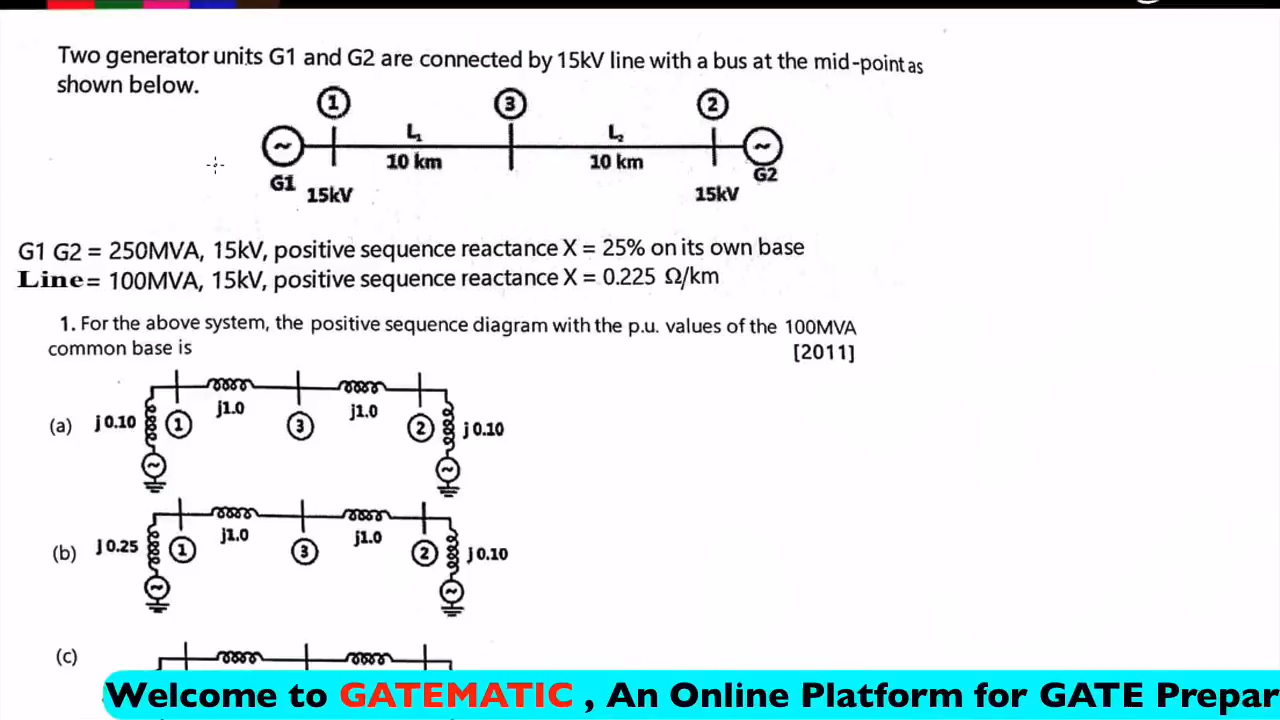 Two generator units G1 and G2 are connected by 15kV line with a bus at the mid-point as
shown below.
1 3 2
L₁ L₂
10 km 10 km
G1 G2
15kV 15kV
G1 G2 = 250MVA, 15kV, positive sequence reactance X = 25% on its own base
Line= 100MVA, 15kV, positive sequence reactance X = 0.225 Ω/km
1. For the above system, the positive sequence diagram with the p.u. values of the 100MVA
common base is [2011]
j1.0 j1.0
(a) j 0.10 1 3 2 j 0.10
j1.0 j1.0
(b) J 0.25 1 3 2 j 0.10
(c)
Welcome to GATEMATIC , An Online Platform for GATE Prepar